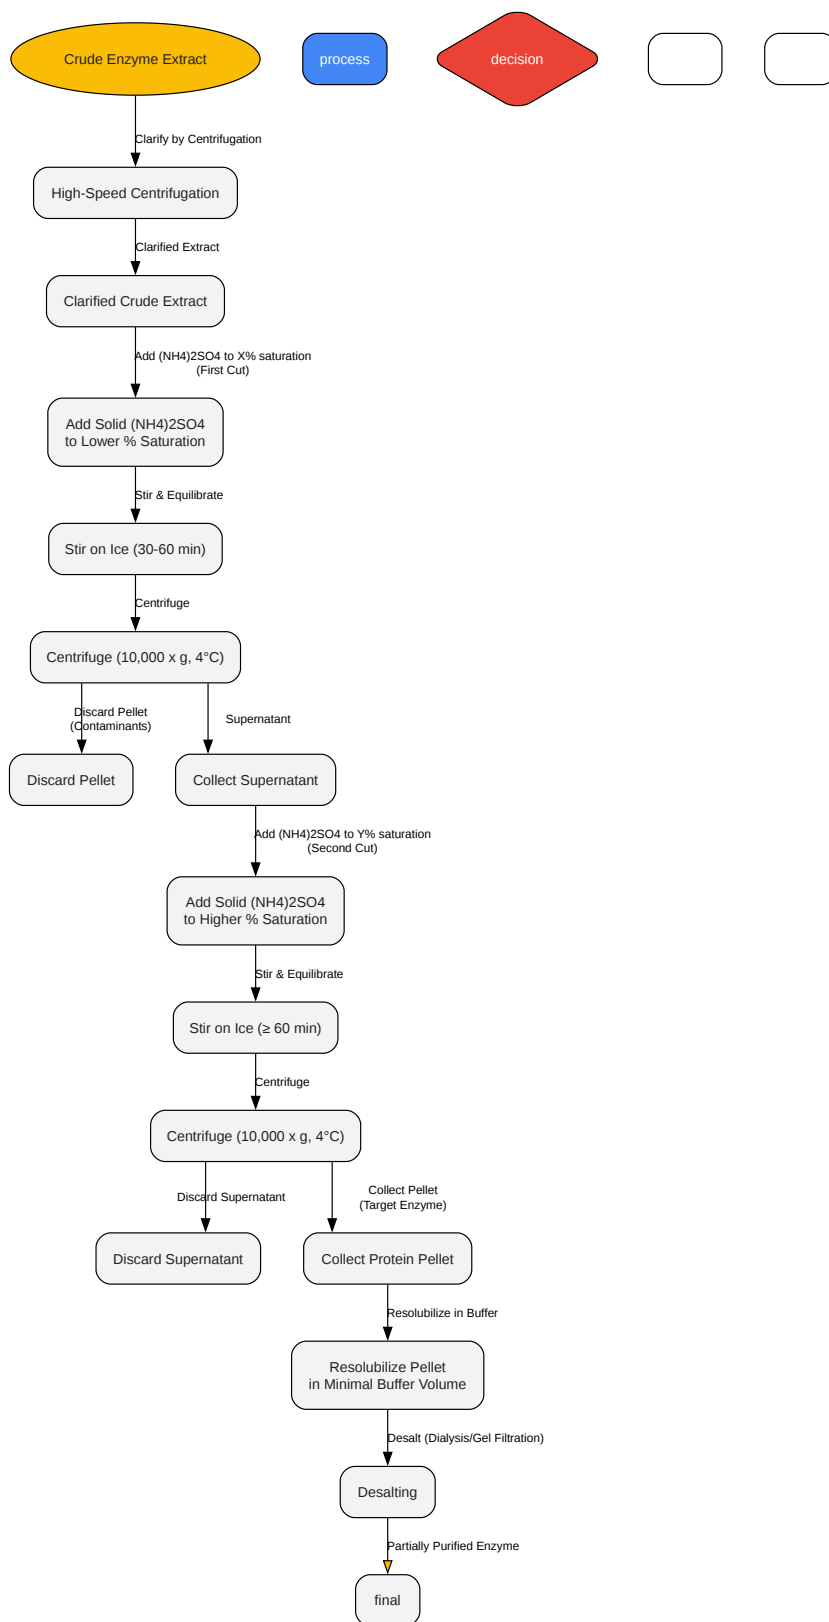 Crude Enzyme Extract
process
decision
Clarify by Centrifugation
High-Speed Centrifugation
Clarified Extract
Clarified Crude Extract
Add (NH4)2SO4 to X% saturation
(First Cut)
Add Solid (NH4)2SO4
to Lower % Saturation
Stir & Equilibrate
Stir on Ice (30-60 min)
Centrifuge
Centrifuge (10,000 x g, 4°C)
Discard Pellet
(Contaminants)
Supernatant
Discard Pellet
Collect Supernatant
Add (NH4)2SO4 to Y% saturation
(Second Cut)
Add Solid (NH4)2SO4
to Higher % Saturation
Stir & Equilibrate
Stir on Ice (≥ 60 min)
Centrifuge
Centrifuge (10,000 x g, 4°C)
Discard Supernatant
Collect Pellet
(Target Enzyme)
Discard Supernatant
Collect Protein Pellet
Resolubilize in Buffer
Resolubilize Pellet
in Minimal Buffer Volume
Desalt (Dialysis/Gel Filtration)
Desalting
Partially Purified Enzyme
final